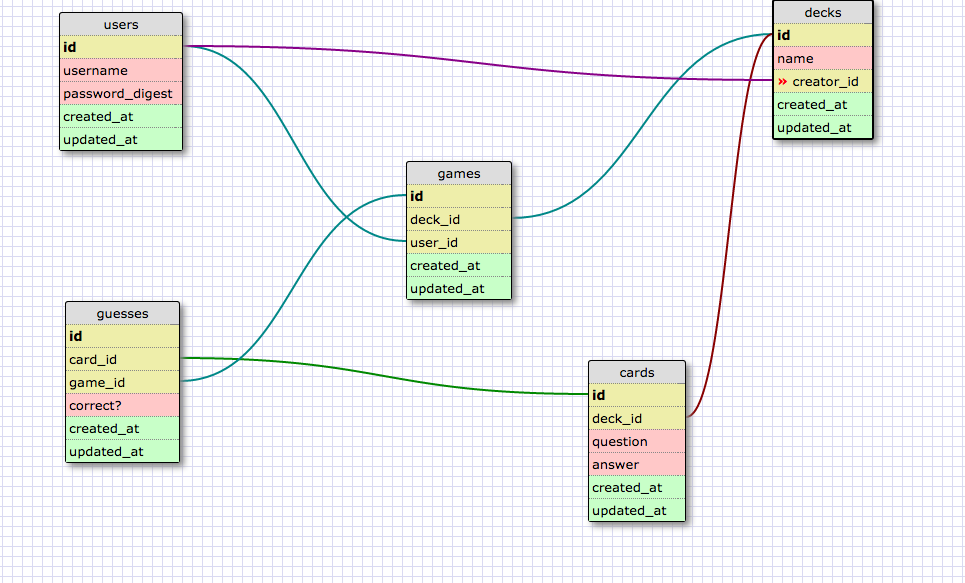 users
id
username
password_digest
created_at
updated_at
decks
id
name
» creator_id
created_at
updated_at
games
id
deck_id
user_id
created_at
updated_at
guesses
id
card_id
game_id
correct?
created_at
updated_at
cards
id
deck_id
question
answer
created_at
updated_at